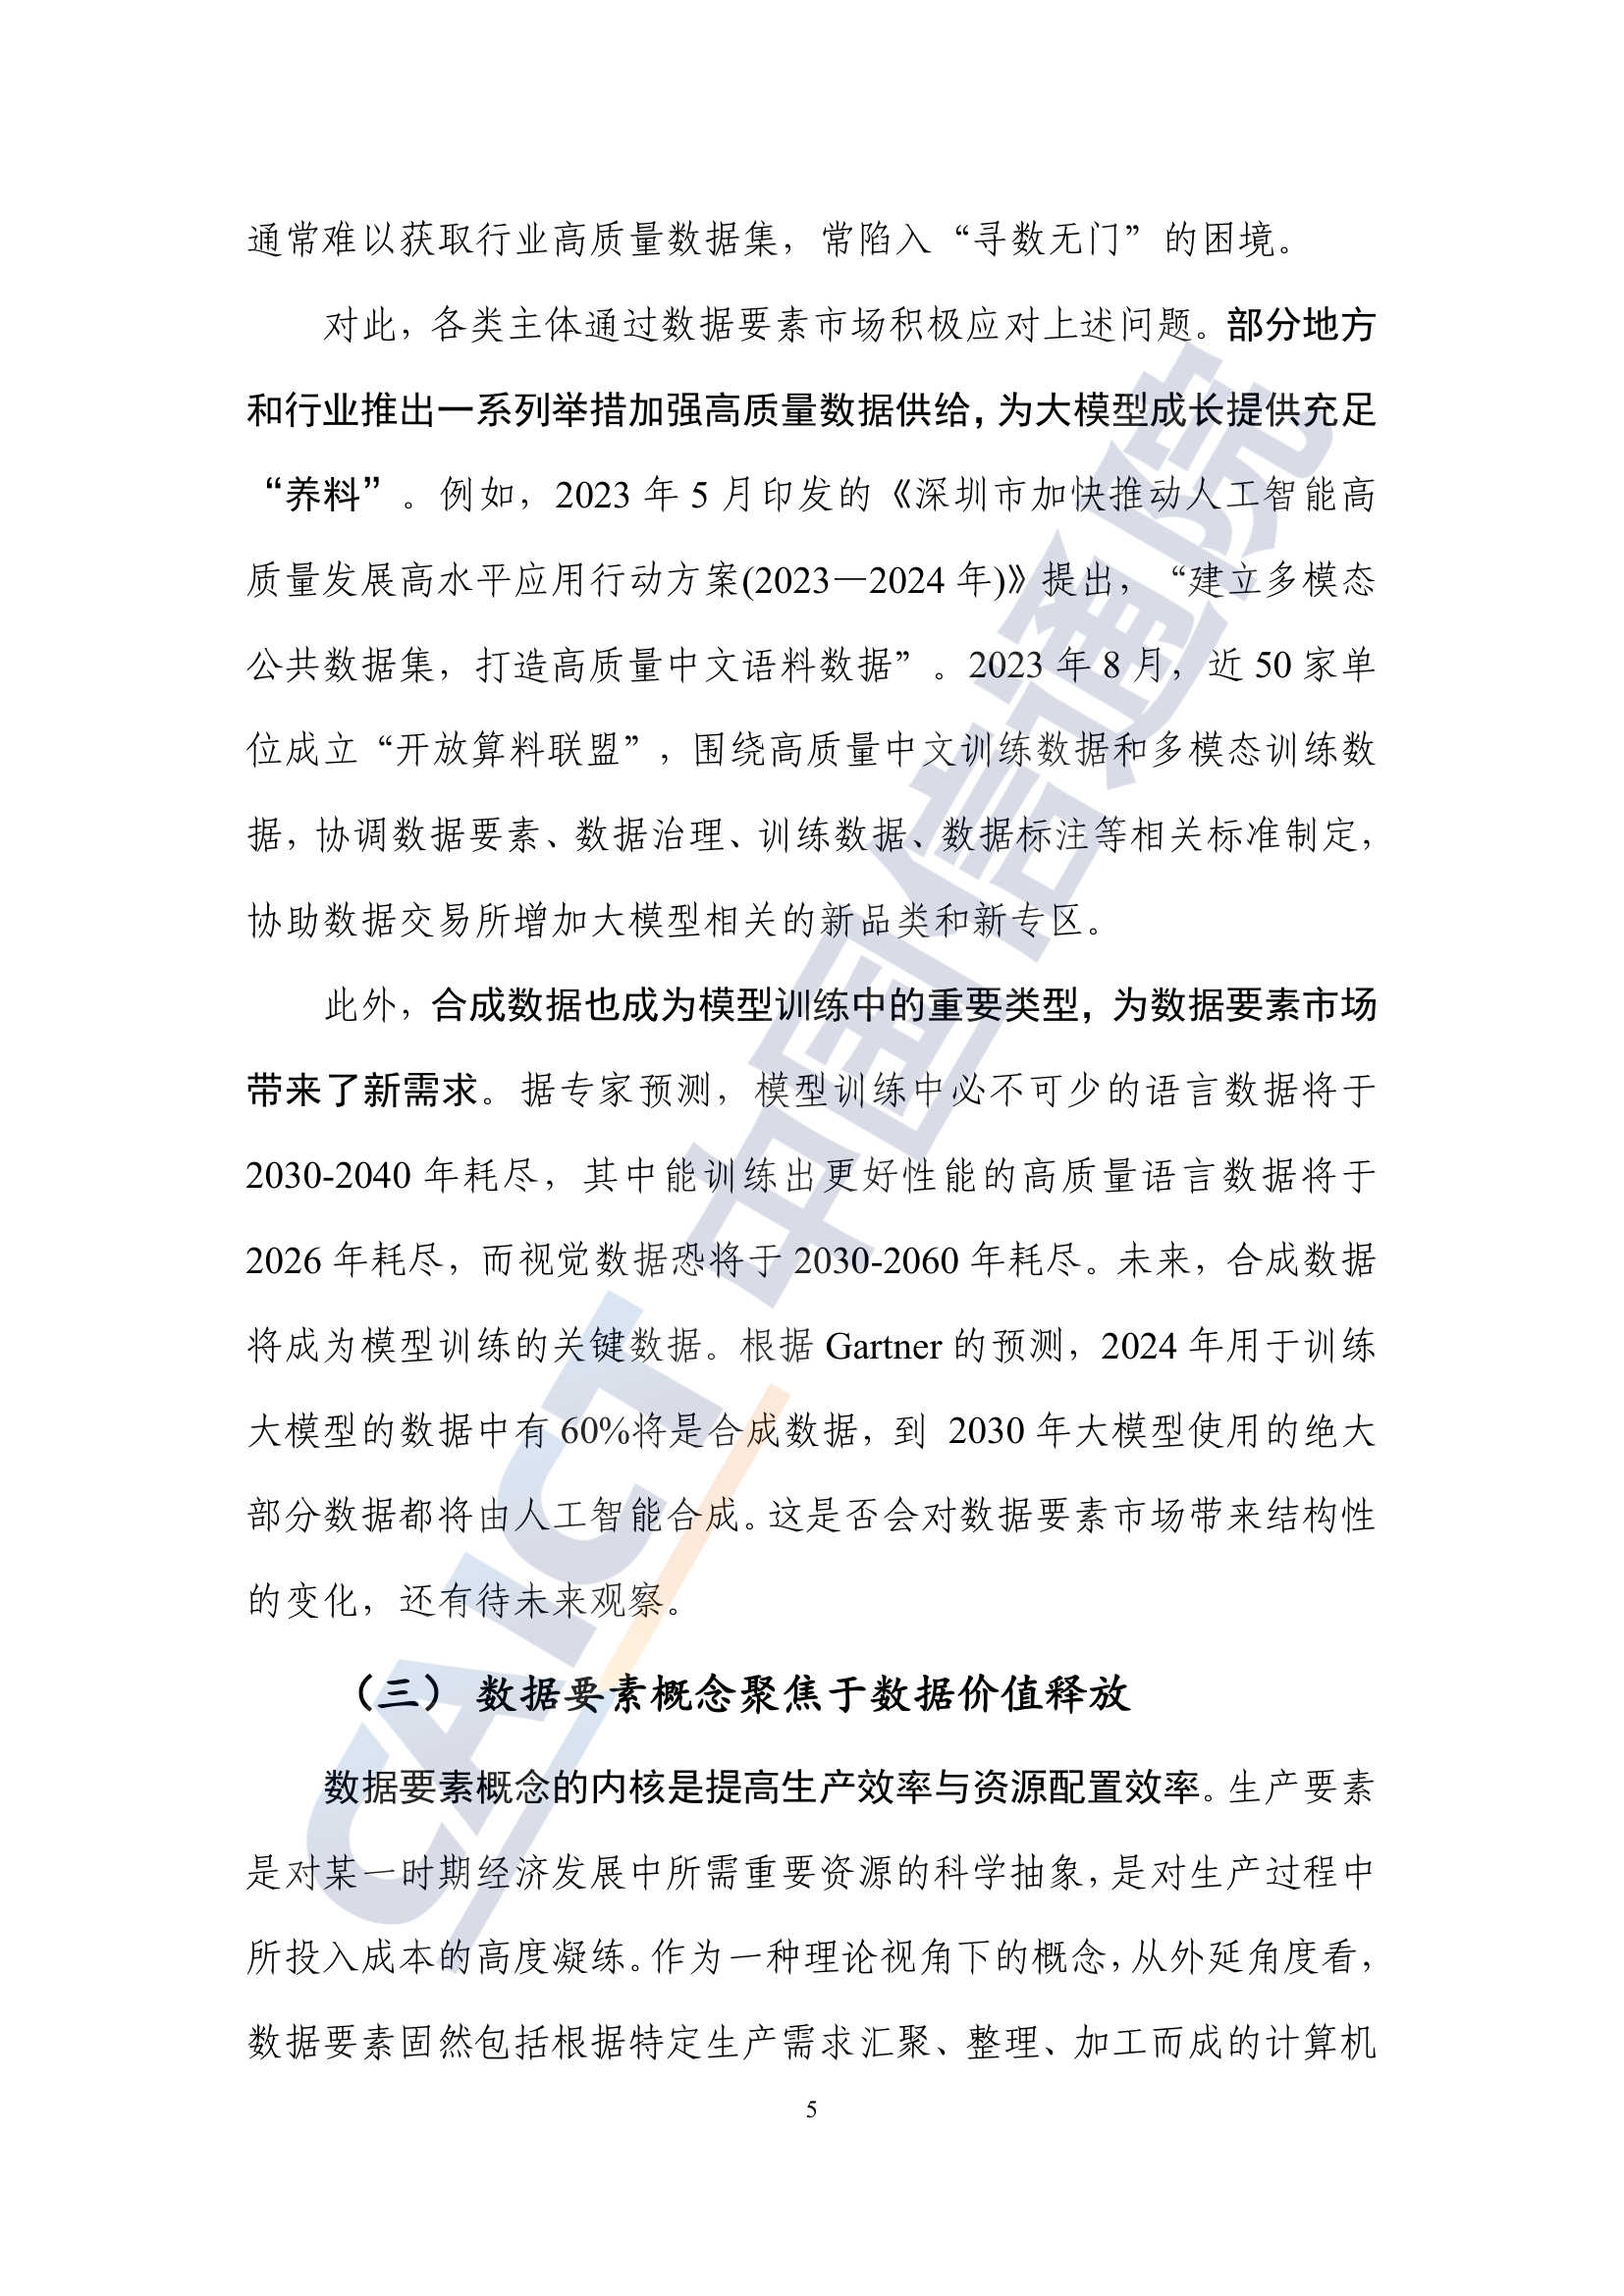 通常难以获取行业高质量数据集，常陷入“寻数无门”的困境。
对此，各类主体通过数据要素市场积极应对上述问题。部分地方
和行业推出一系列举措加强高质量数据供给，为大模型成长提供充足
“养料”。例如，2023 年 5 月印发的《深圳市加快推动人工智能高
质量发展高水平应用行动方案(2023—2024 年)》提出，“建立多模态
公共数据集，打造高质量中文语料数据”。2023 年 8 月，近 50 家单
位成立“开放算料联盟”，围绕高质量中文训练数据和多模态训练数
据，协调数据要素、数据治理、训练数据、数据标注等相关标准制定，
协助数据交易所增加大模型相关的新品类和新专区。
此外，合成数据也成为模型训练中的重要类型，为数据要素市场
带来了新需求。据专家预测，模型训练中必不可少的语言数据将于
2030-2040 年耗尽，其中能训练出更好性能的高质量语言数据将于
2026 年耗尽，而视觉数据恐将于 2030-2060 年耗尽。未来，合成数据
将成为模型训练的关键数据。根据 Gartner 的预测，2024 年用于训练
大模型的数据中有 60%将是合成数据，到 2030 年大模型使用的绝大
部分数据都将由人工智能合成。这是否会对数据要素市场带来结构性
的变化，还有待未来观察。
（三） 数据要素概念聚焦于数据价值释放
数据要素概念的内核是提高生产效率与资源配置效率。生产要素
是对某一时期经济发展中所需重要资源的科学抽象，是对生产过程中
所投入成本的高度凝练。作为一种理论视角下的概念，从外延角度看，
数据要素固然包括根据特定生产需求汇聚、整理、加工而成的计算机
5
CAICT 中国信通院